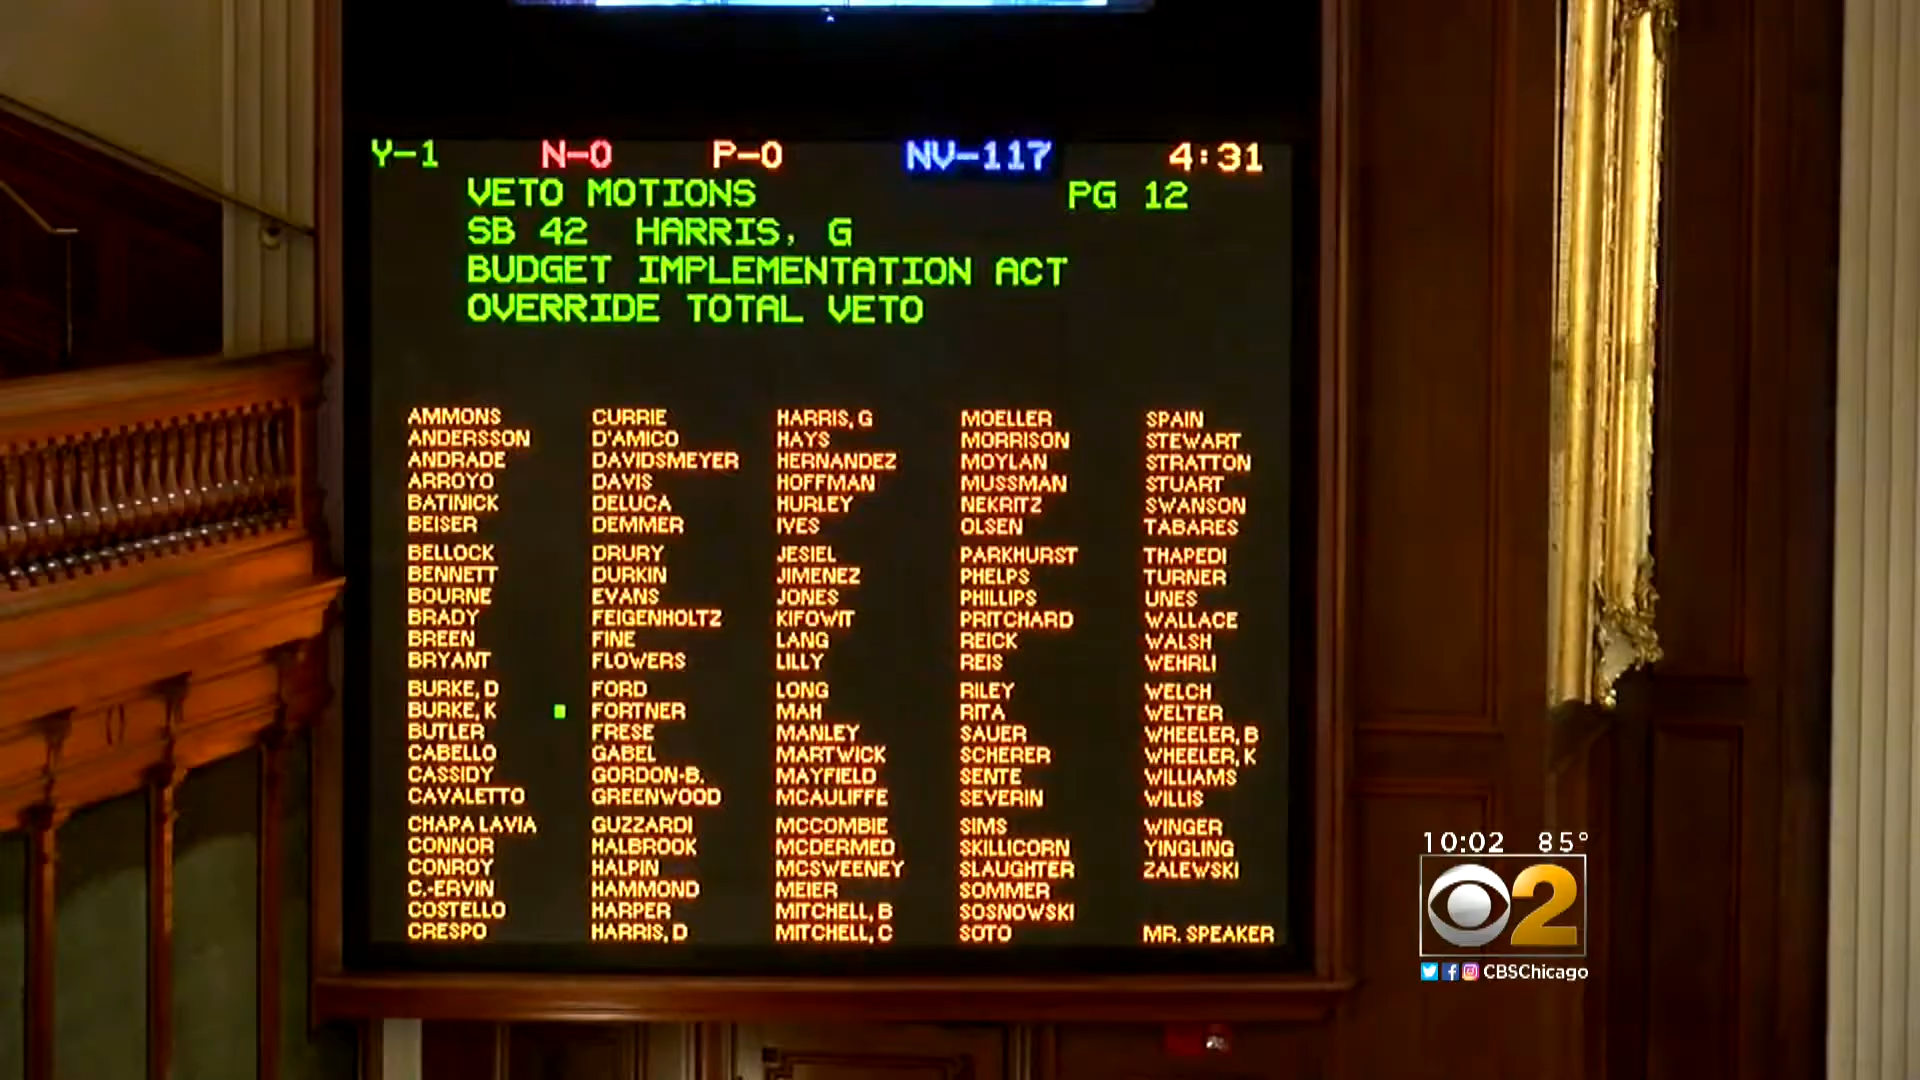 Y-1 N-0 P-0 NV-117 4:31
VETO MOTIONS PG 12
SB 42 HARRIS, G
BUDGET IMPLEMENTATION ACT
OVERRIDE TOTAL VETO
AMMONS CURRIE HARRIS, G MOELLER SPAIN
ANDERSSON D'AMICO HAYS MORRISON STEWART
ANDRADE DAVIDSMEYER HERNANDEZ MOYLAN STRATTON
ARROYO DAVIS HOFFMAN MUSSMAN STUART
BATINICK DELUCA HURLEY NEKRITZ SWANSON
BEISER DEMMER IVES OLSEN TABARES
BELLOCK DRURY JESIEL PARKHURST THAPEDI
BENNETT DURKIN JIMENEZ PHELPS TURNER
BOURNE EVANS JONES PHILLIPS UNES
BRADY FEIGENHOLTZ KIFOWIT PRITCHARD WALLACE
BREEN FINE LANG REICK WALSH
BRYANT FLOWERS LILLY REIS WEHRLI
BURKE, D FORD LONG RILEY WELCH
BURKE, K FORTNER MAH RITA WELTER
BUTLER FRESE MANLEY SAUER WHEELER, B
CABELLO GABEL MARTWICK SCHERER WHEELER, K
CASSIDY GORDON-B. MAYFIELD SENTE WILLIAMS
CAVALETTO GREENWOOD MCAULIFFE SEVERIN WILLIS
CHAPA LAVIA GUZZARDI MCCOMBIE SIMS WINGER
CONNOR HALBROOK MCDERMED SKILLICORN YINGLING
CONROY HALPIN MCSWEENEY SLAUGHTER ZALEWSKI
C.-ERVIN HAMMOND MEIER SOMMER
COSTELLO HARPER MITCHELL, B SOSNOWSKI
CRESPO HARRIS, D MITCHELL, C SOTO MR. SPEAKER
10:02 85°
2
CBSChicago